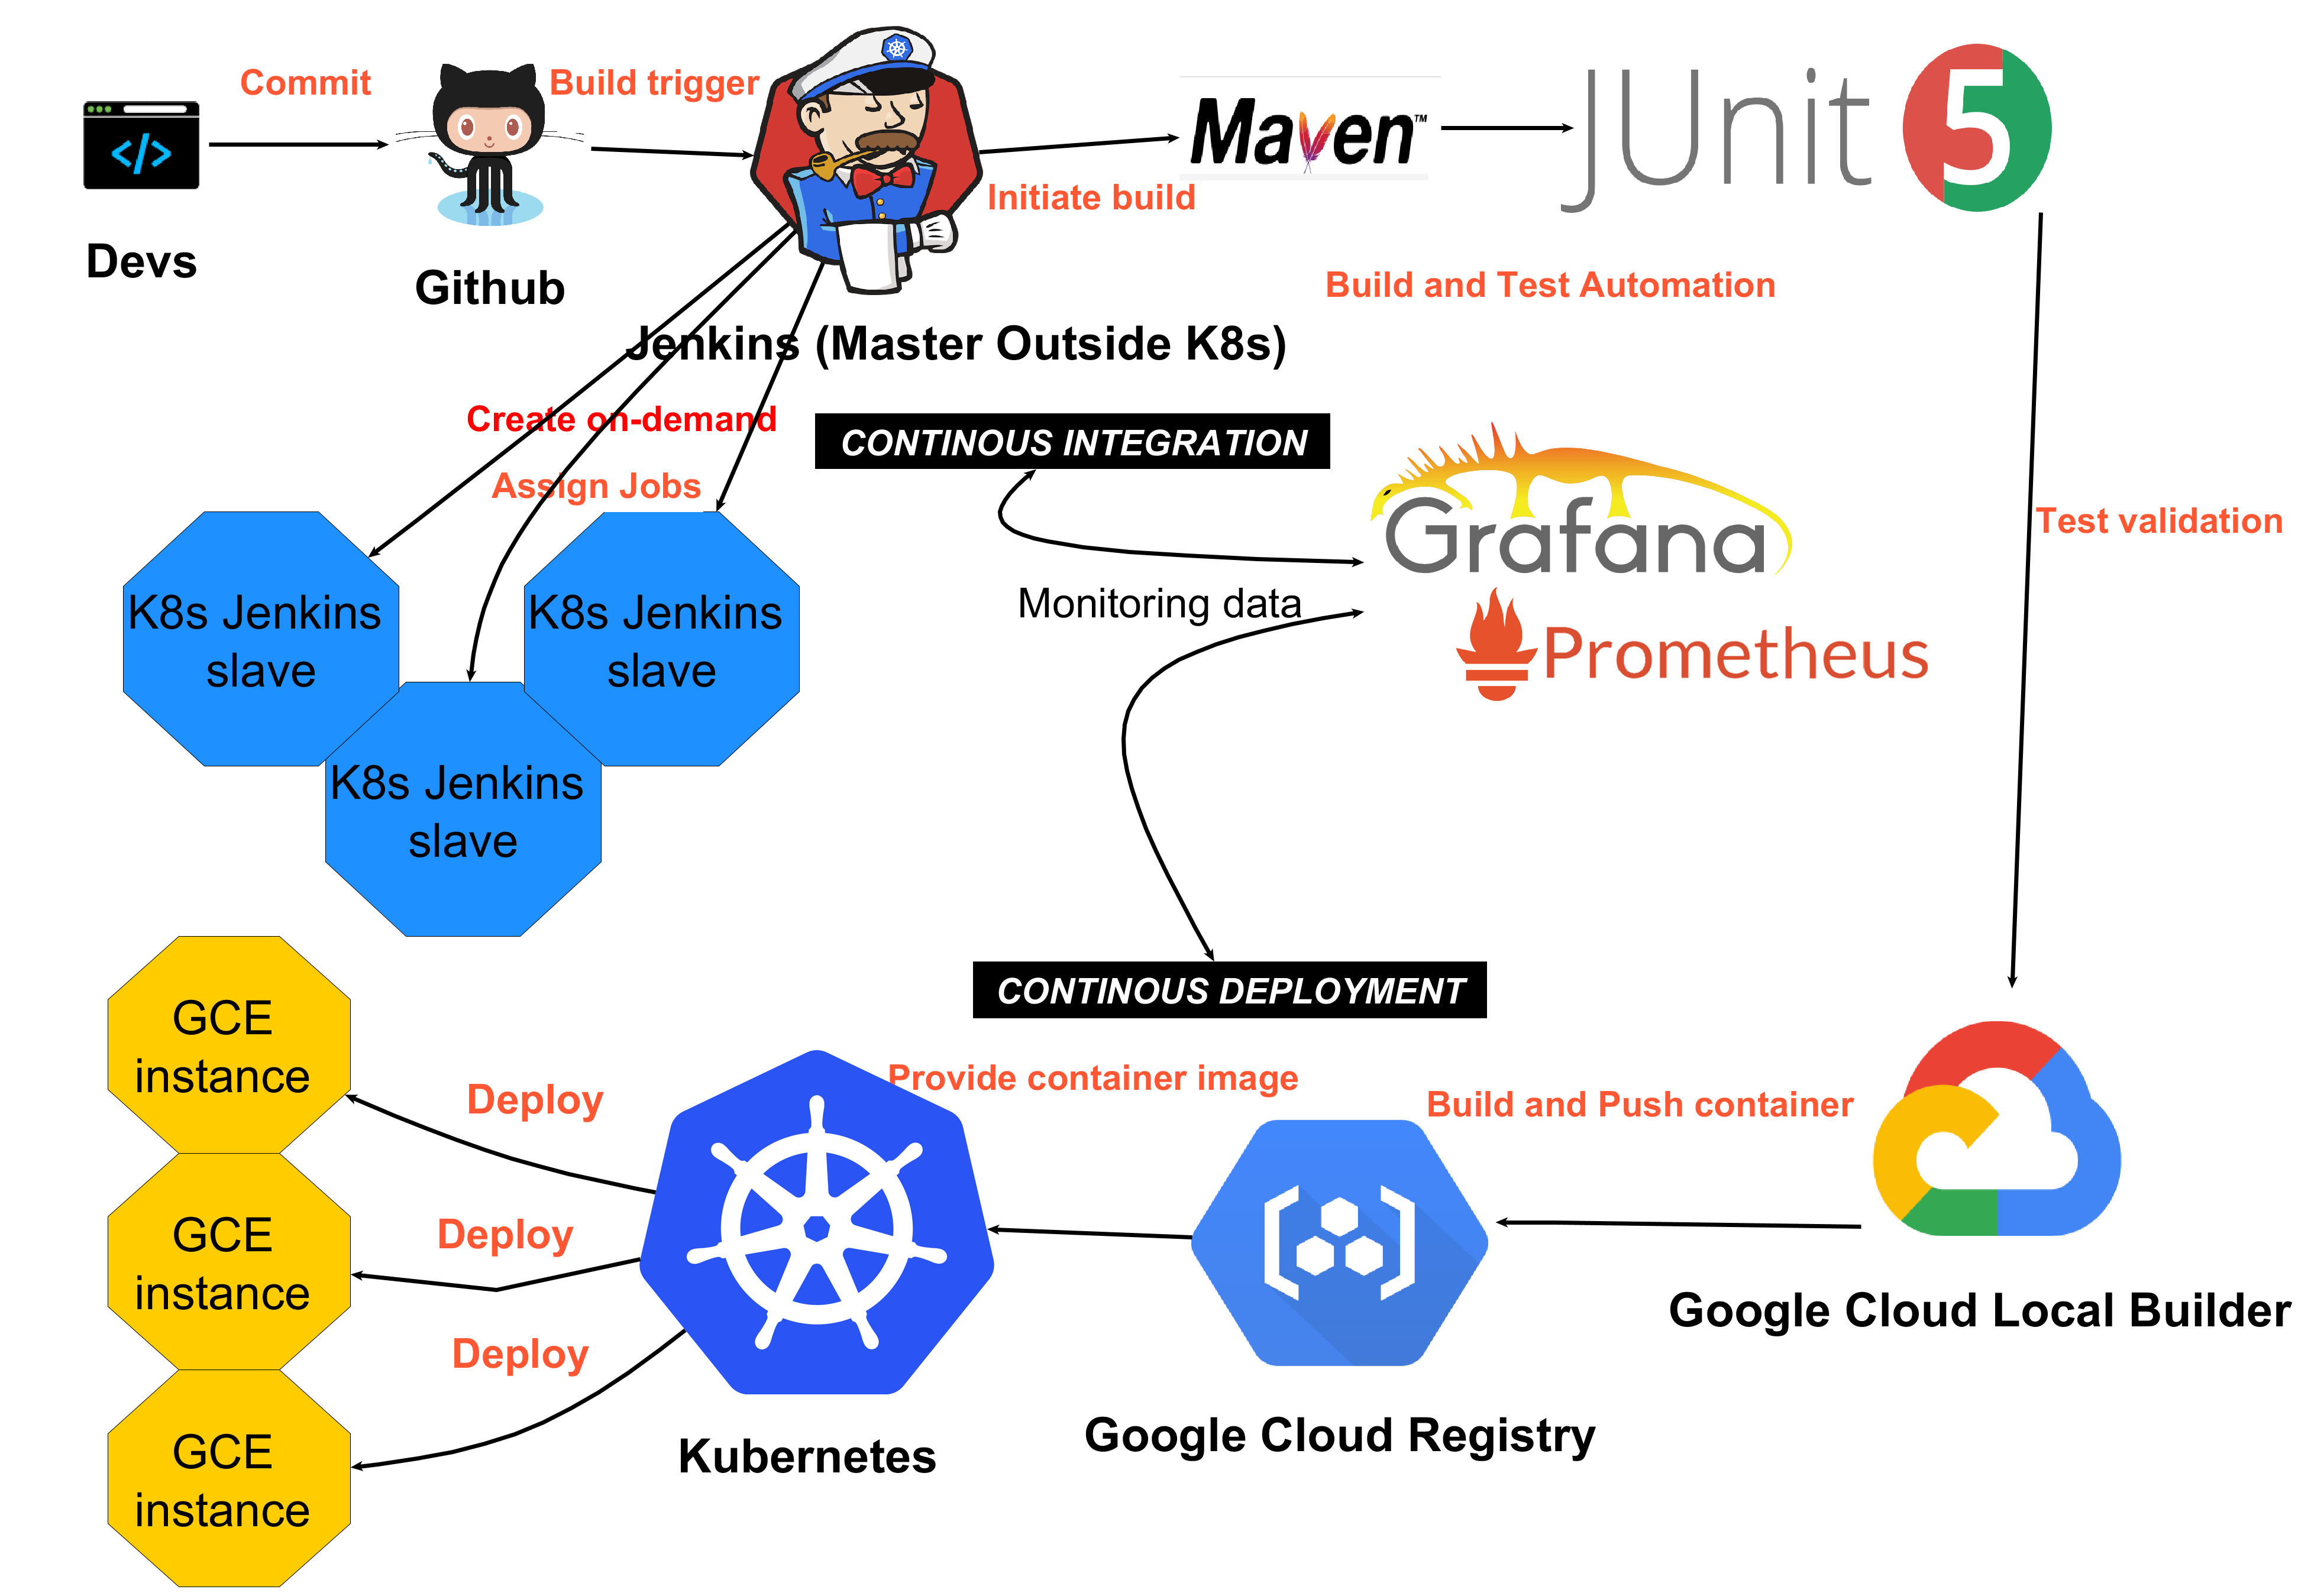 Commit
Build trigger
</>
Maven™
JUnit 5
Initiate build
Devs
Github
Build and Test Automation
Jenkins (Master Outside K8s)
Create on-demand
Assign Jobs
CONTINOUS INTEGRATION
Grafana
Test validation
Monitoring data
Prometheus
K8s Jenkins
slave
K8s Jenkins
slave
K8s Jenkins
slave
CONTINOUS DEPLOYMENT
GCE
instance
Deploy
Provide container image
Build and Push container
GCE
instance
Deploy
Deploy
Google Cloud Local Builder
GCE
instance
Kubernetes
Google Cloud Registry